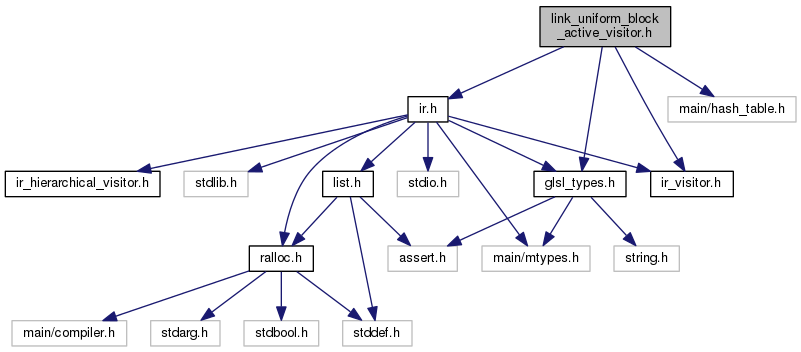 link_uniform_block
_active_visitor.h
ir.h
main/hash_table.h
ir_hierarchical_visitor.h
stdlib.h
list.h
stdio.h
glsl_types.h
ir_visitor.h
ralloc.h
assert.h
main/mtypes.h
string.h
main/compiler.h
stdarg.h
stdbool.h
stddef.h